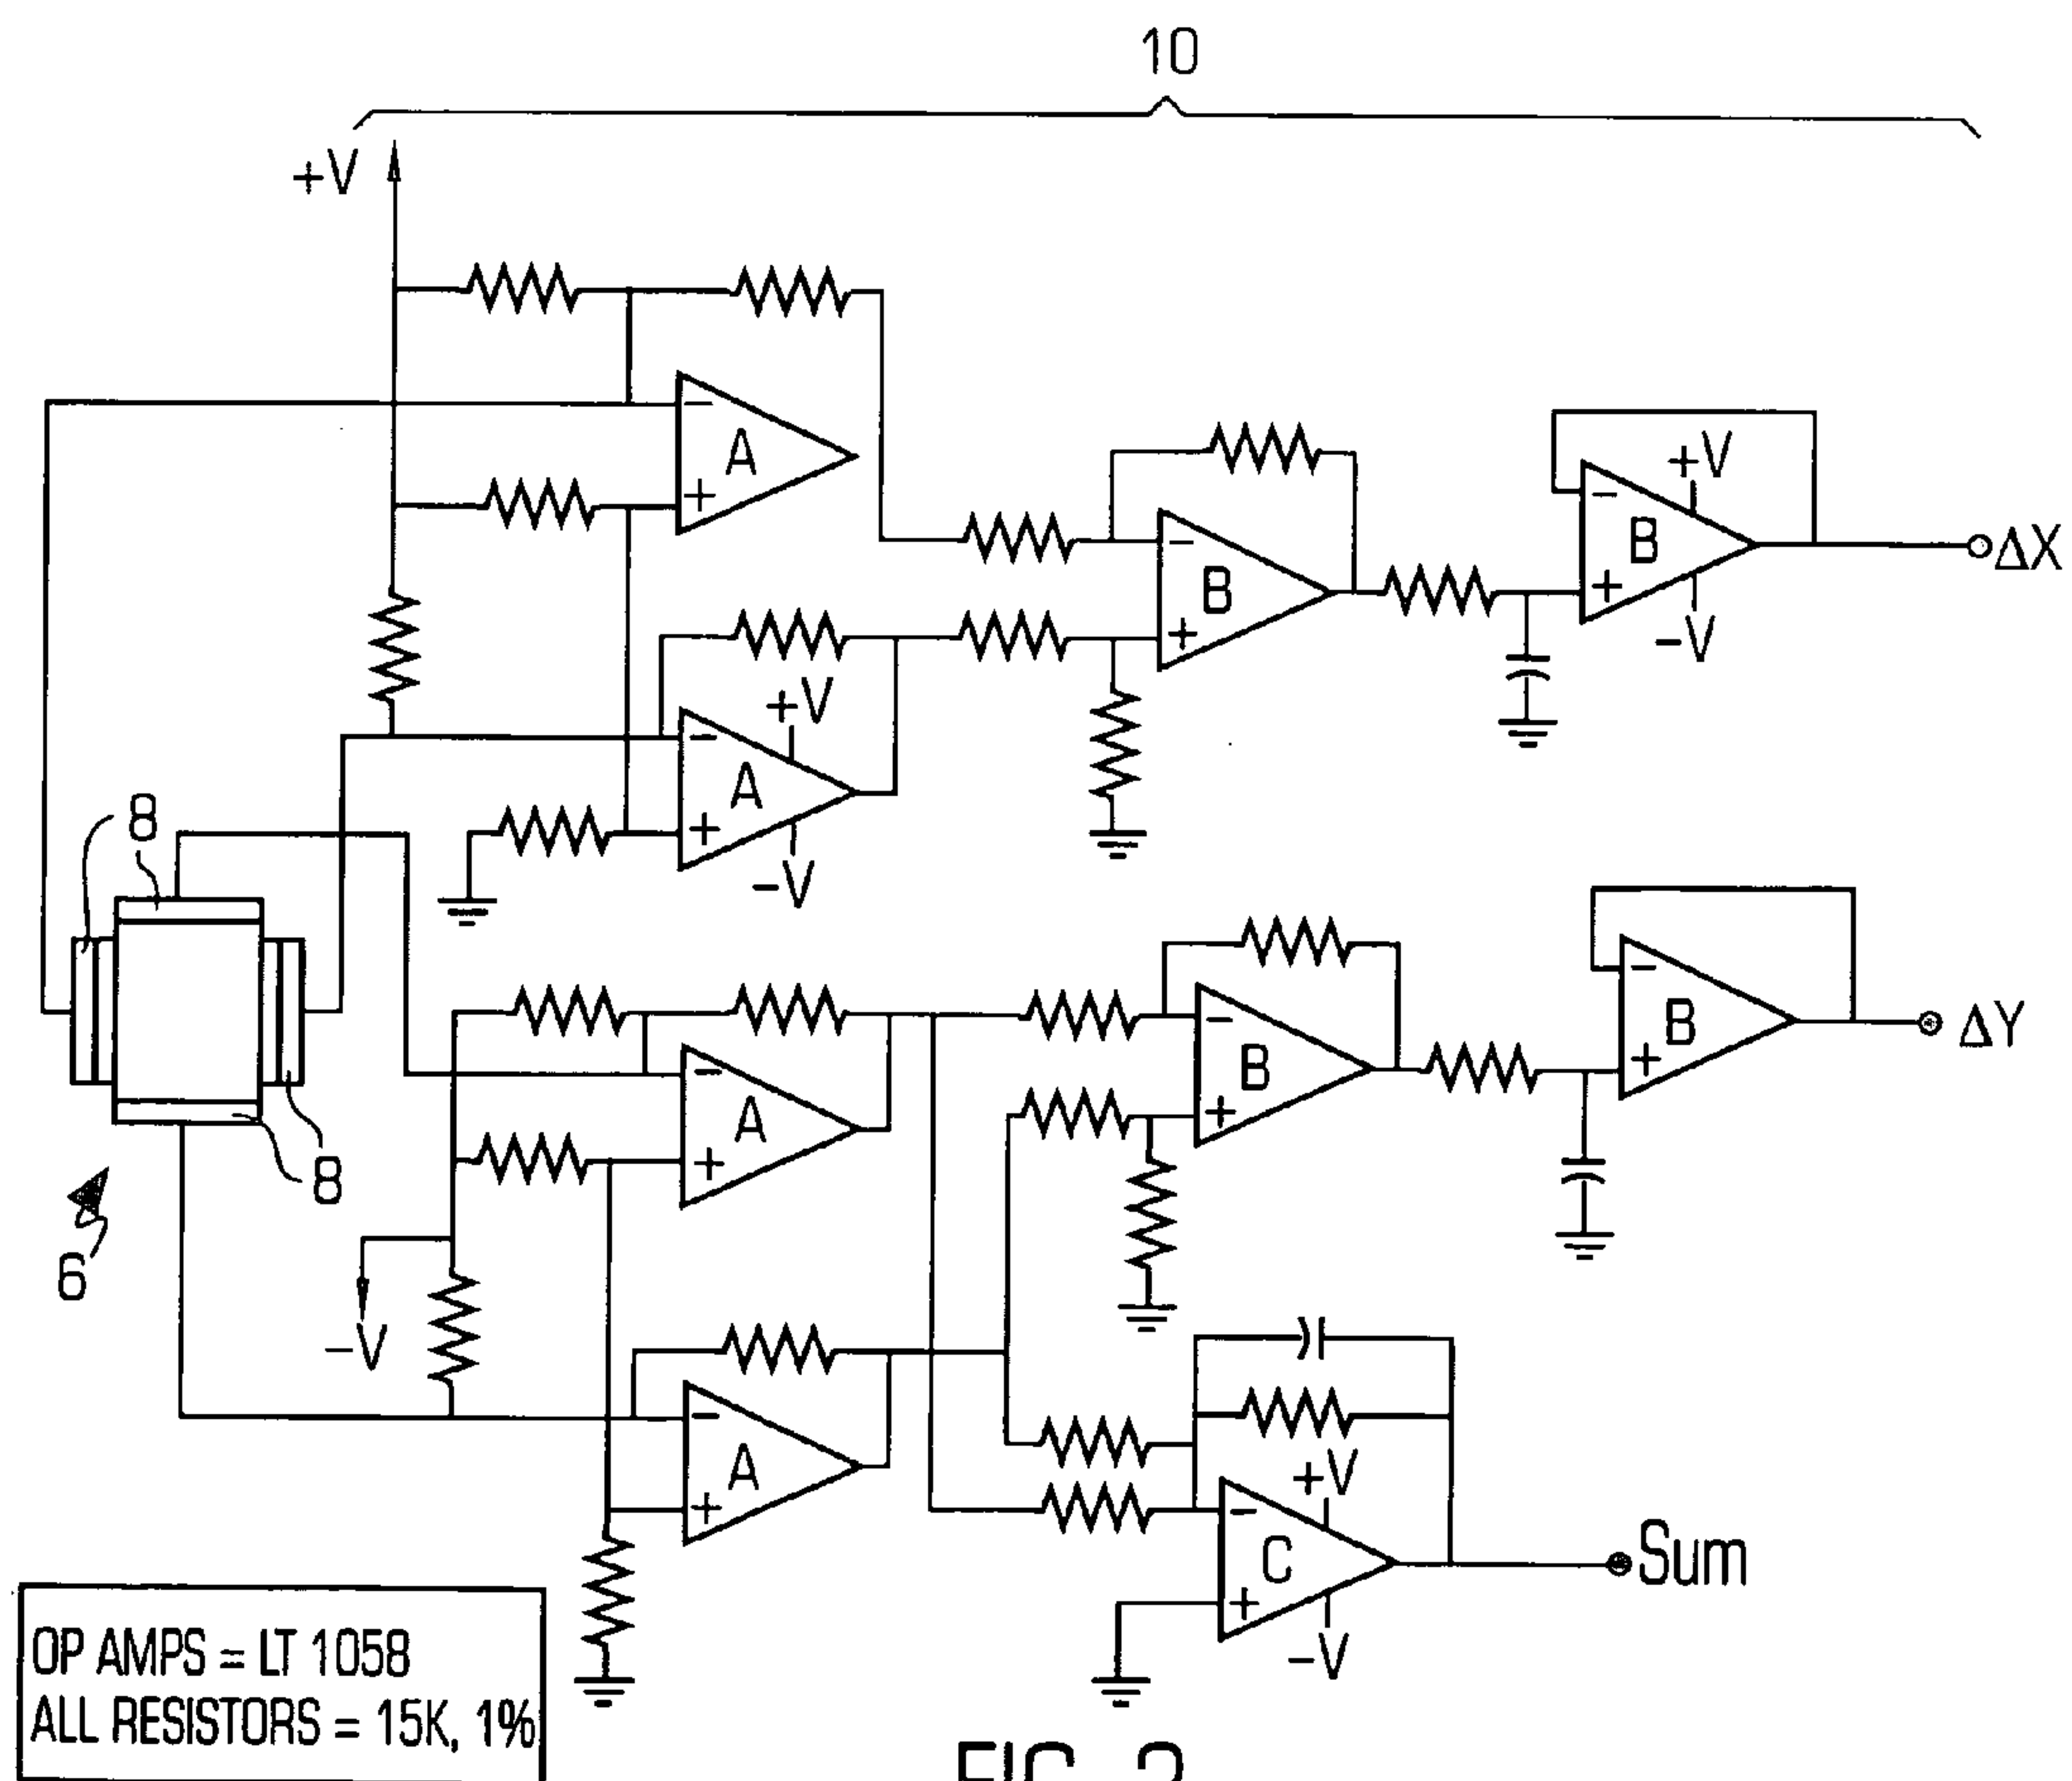 10
+V
−
A
+
−
B
+
+V
−
B
+
−V
ΔX
+V
−
A
+
−V
8
8
−
A
+
−
B
+
−
B
+
ΔY
8
6
−V
−
A
+
+V
−
C
+
−V
Sum
OP AMPS = LT 1058
ALL RESISTORS = 15K, 1%